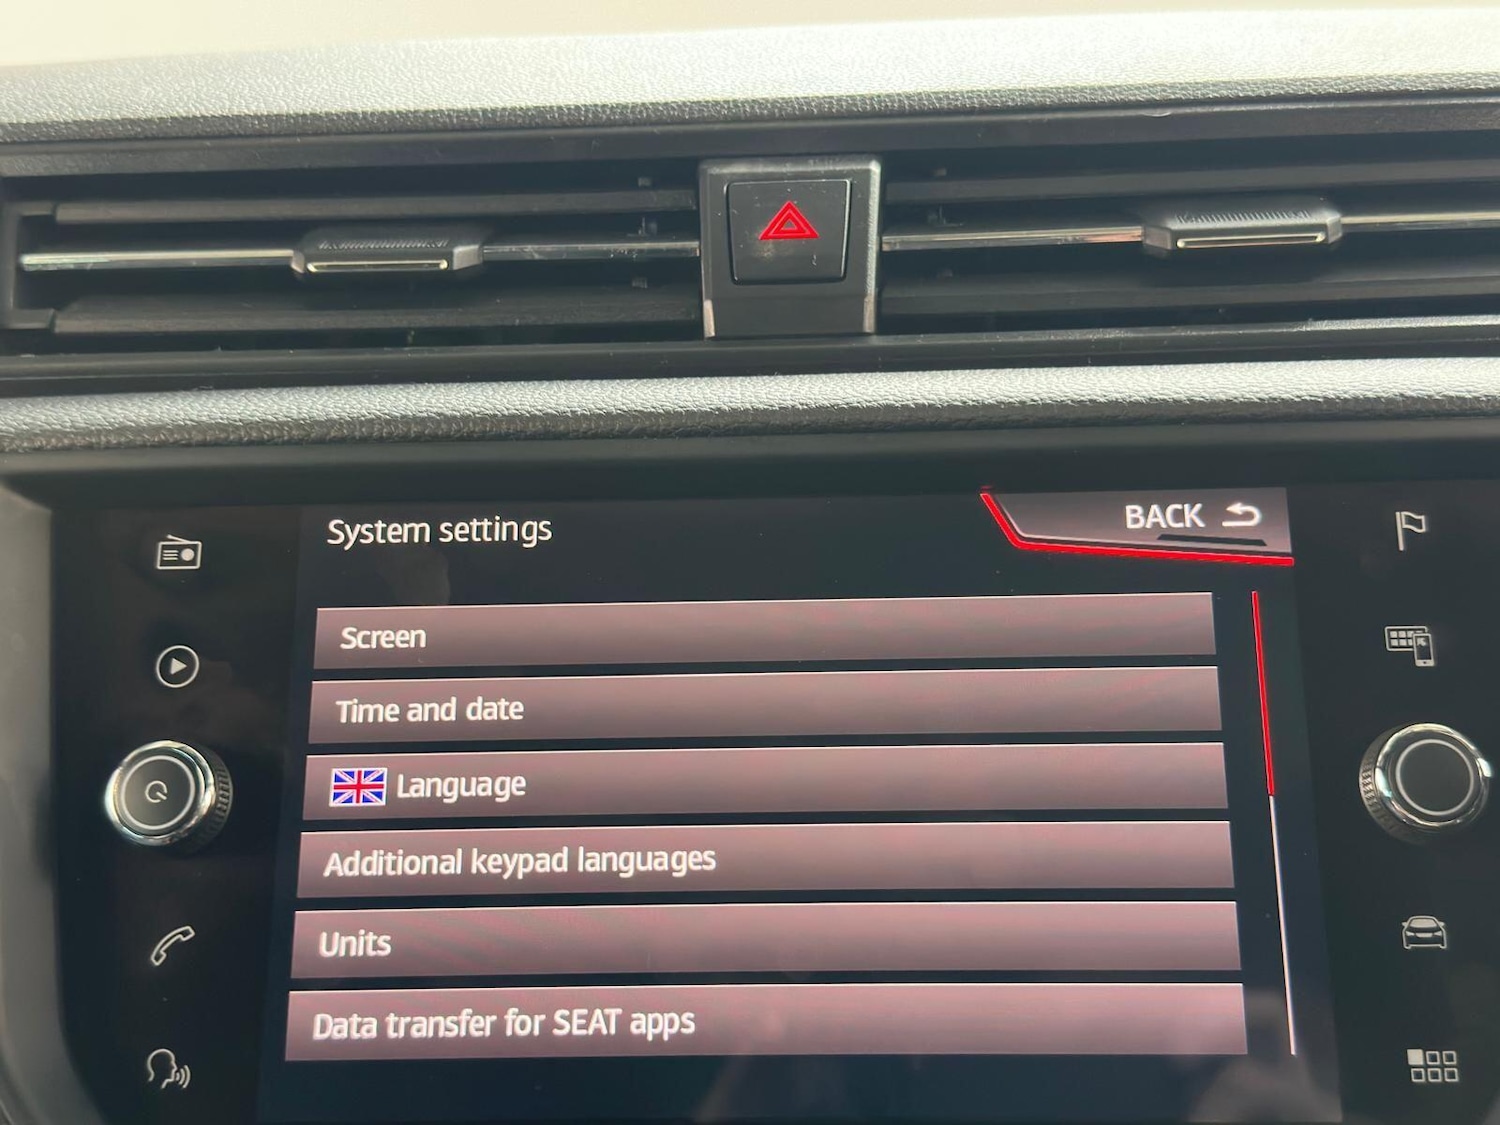 System settings
BACK
Screen
Time and date
Language
Additional keypad languages
Units
Data transfer for SEAT apps